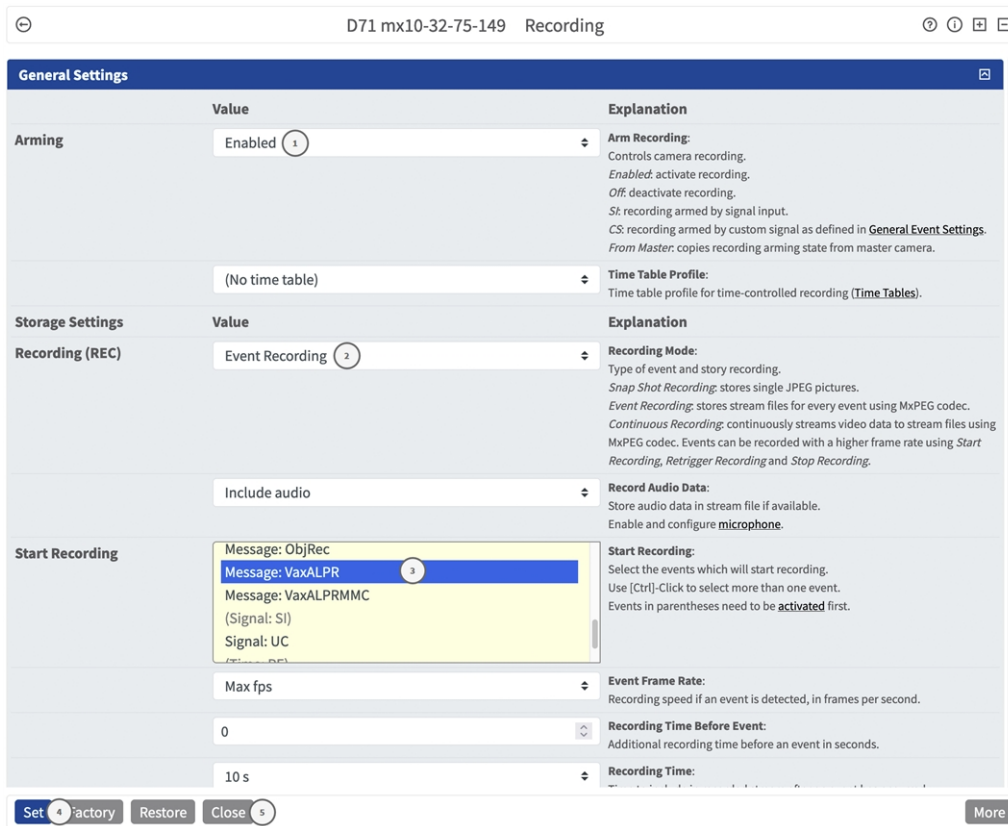 D71 mx10-32-75-149 Recording
General Settings
Value Explanation
Arming
Enabled 1
Arm Recording:
Controls camera recording.
Enabled: activate recording.
Off: deactivate recording.
SI: recording armed by signal input.
CS: recording armed by custom signal as defined in General Event Settings.
From Master: copies recording arming state from master camera.
(No time table)
Time Table Profile:
Time table profile for time-controlled recording (Time Tables).
Storage Settings Value Explanation
Recording (REC)
Event Recording 2
Recording Mode:
Type of event and story recording.
Snap Shot Recording: stores single JPEG pictures.
Event Recording: stores stream files for every event using MxPEG codec.
Continuous Recording: continuously streams video data to stream files using
MxPEG codec. Events can be recorded with a higher frame rate using Start
Recording, Retrigger Recording and Stop Recording.
Include audio
Record Audio Data:
Store audio data in stream file if available.
Enable and configure microphone.
Start Recording
Message: ObjRec
Message: VaxALPR 3
Message: VaxALPRMMC
(Signal: SI)
Signal: UC
Start Recording:
Select the events which will start recording.
Use [Ctrl]-Click to select more than one event.
Events in parentheses need to be activated first.
Max fps
Event Frame Rate:
Recording speed if an event is detected, in frames per second.
0
Recording Time Before Event:
Additional recording time before an event in seconds.
10 s
Recording Time:
Set 4 actory Restore Close 5 More